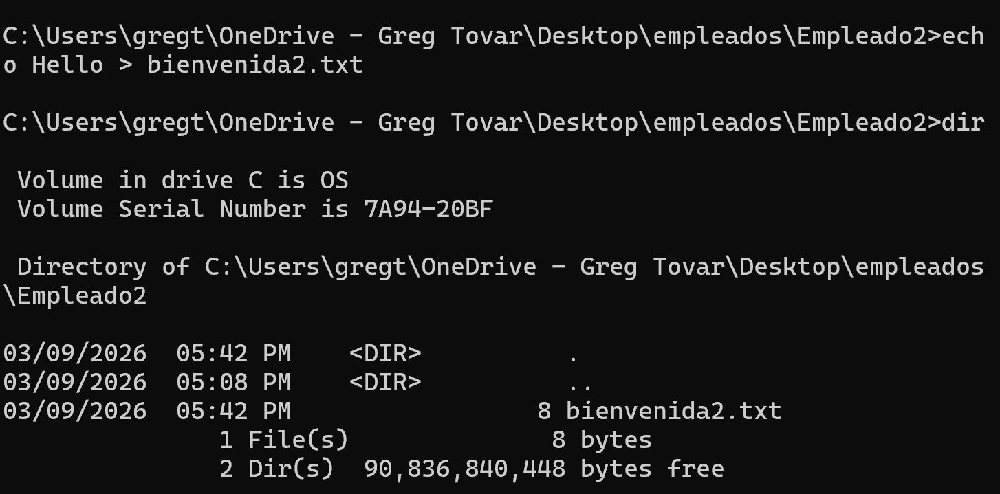 C:\Users\gregt\OneDrive - Greg Tovar\Desktop\empleados\Empleado2>ech
o Hello > bienvenida2.txt
C:\Users\gregt\OneDrive - Greg Tovar\Desktop\empleados\Empleado2>dir
Volume in drive C is OS
Volume Serial Number is 7A94-20BF
Directory of C:\Users\gregt\OneDrive - Greg Tovar\Desktop\empleados
\Empleado2
03/09/2026  05:42 PM    <DIR>          .
03/09/2026  05:08 PM    <DIR>          ..
03/09/2026  05:42 PM                 8 bienvenida2.txt
1 File(s)              8 bytes
2 Dir(s)  90,836,840,448 bytes free